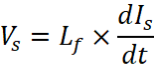 V_s = L_f × dI_s/dt